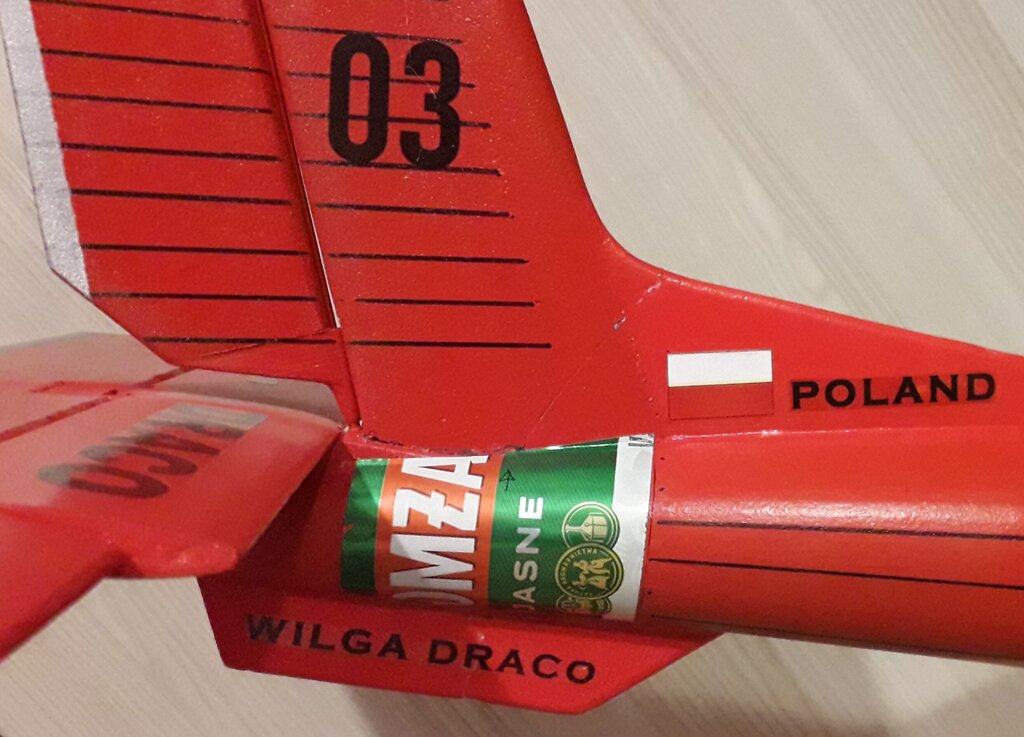 03
POLAND
OMŻA
JASNE
WILGA DRACO